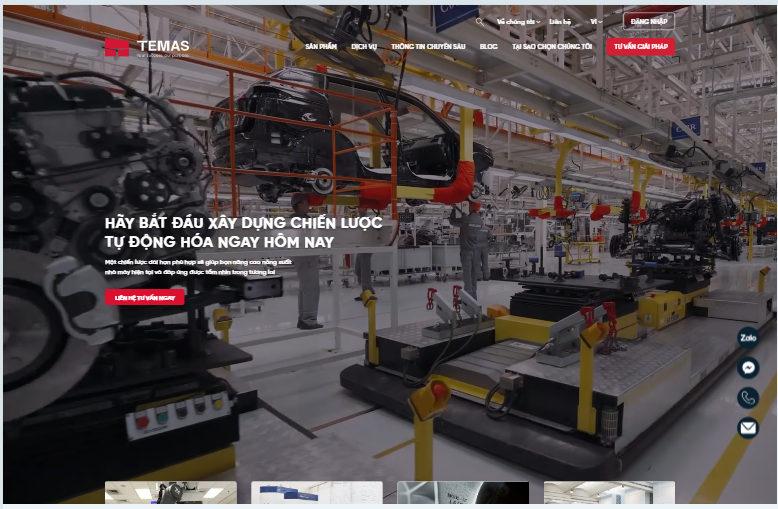 Về chúng tôi
Liên hệ
VI
ĐĂNG NHẬP
TEMAS
SẢN PHẨM
DỊCH VỤ
THÔNG TIN CHUYÊN SÂU
BLOG
TẠI SAO CHỌN CHÚNG TÔI
TƯ VẤN GIẢI PHÁP
HÃY BẮT ĐẦU XÂY DỰNG CHIẾN LƯỢC
TỰ ĐỘNG HÓA NGAY HÔM NAY
Một chiến lược dài hạn phù hợp sẽ giúp bạn nâng cao năng suất
nhà máy hiện tại và đáp ứng được tầm nhìn trong tương lai
LIÊN HỆ TƯ VẤN NGAY
Zalo